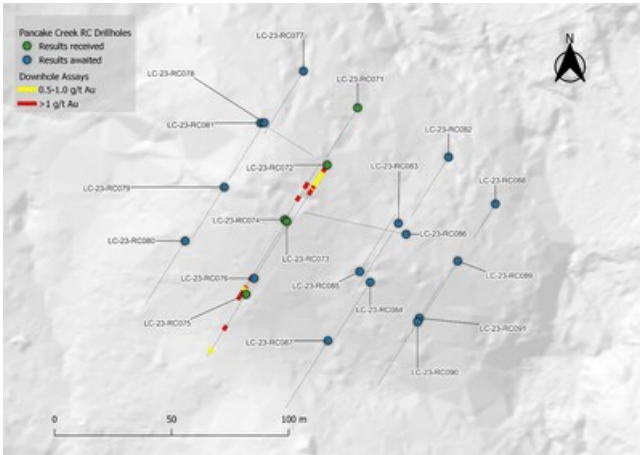 Pancake Creek RC Drillholes
Results received
Results awaited
Downhole Assays
0.5-1.0 g/t Au
>1 g/t Au
N
LC-23-RC077
LC-23-RC078
LC-23-RC071
LC-23-RC081
LC-23-RC082
LC-23-RC072
LC-23-RC083
LC-23-RC088
LC-23-RC079
LC-23-RC074
LC-23-RC086
LC-23-RC080
LC-23-RC073
LC-23-RC076
LC-23-RC089
LC-23-RC085
LC-23-RC084
LC-23-RC075
LC-23-RC091
LC-23-RC087
LC-23-RC090
0
50
100 m